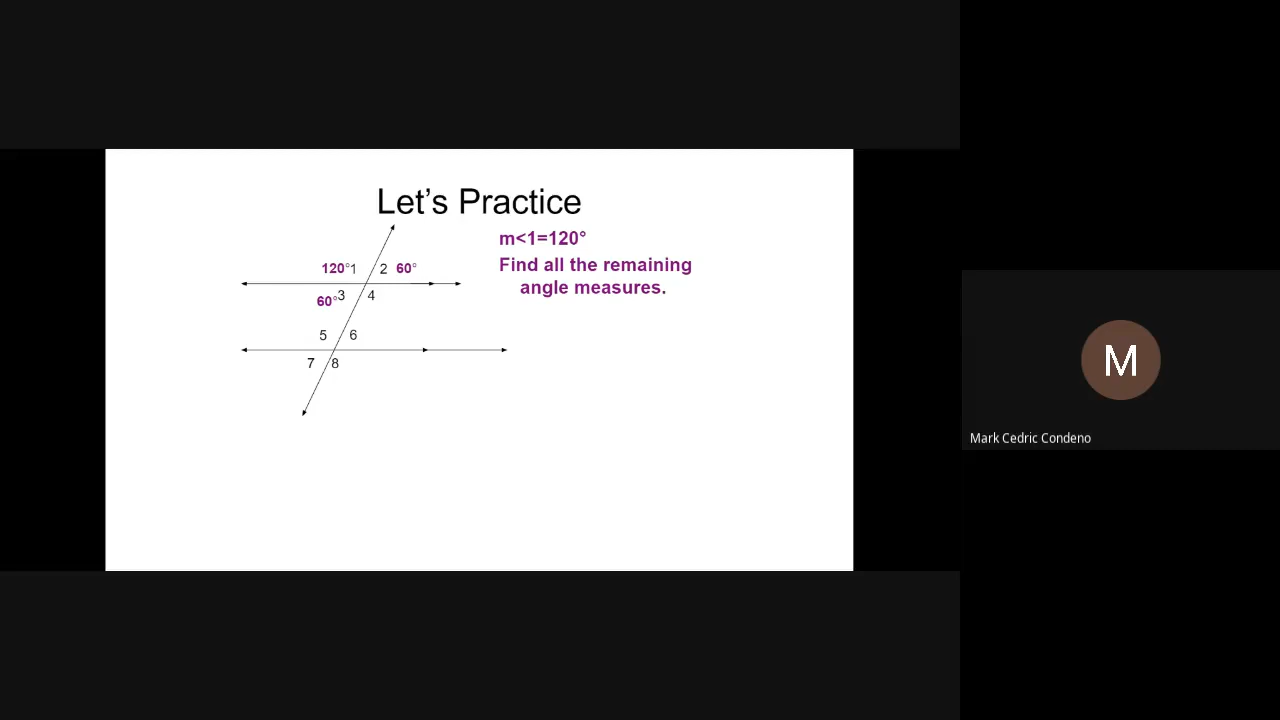 Let's Practice
m<1=120°
Find all the remaining
angle measures.
120°1 2 60°
60°3 4
5 6
7 8
M
Mark Cedric Condeno